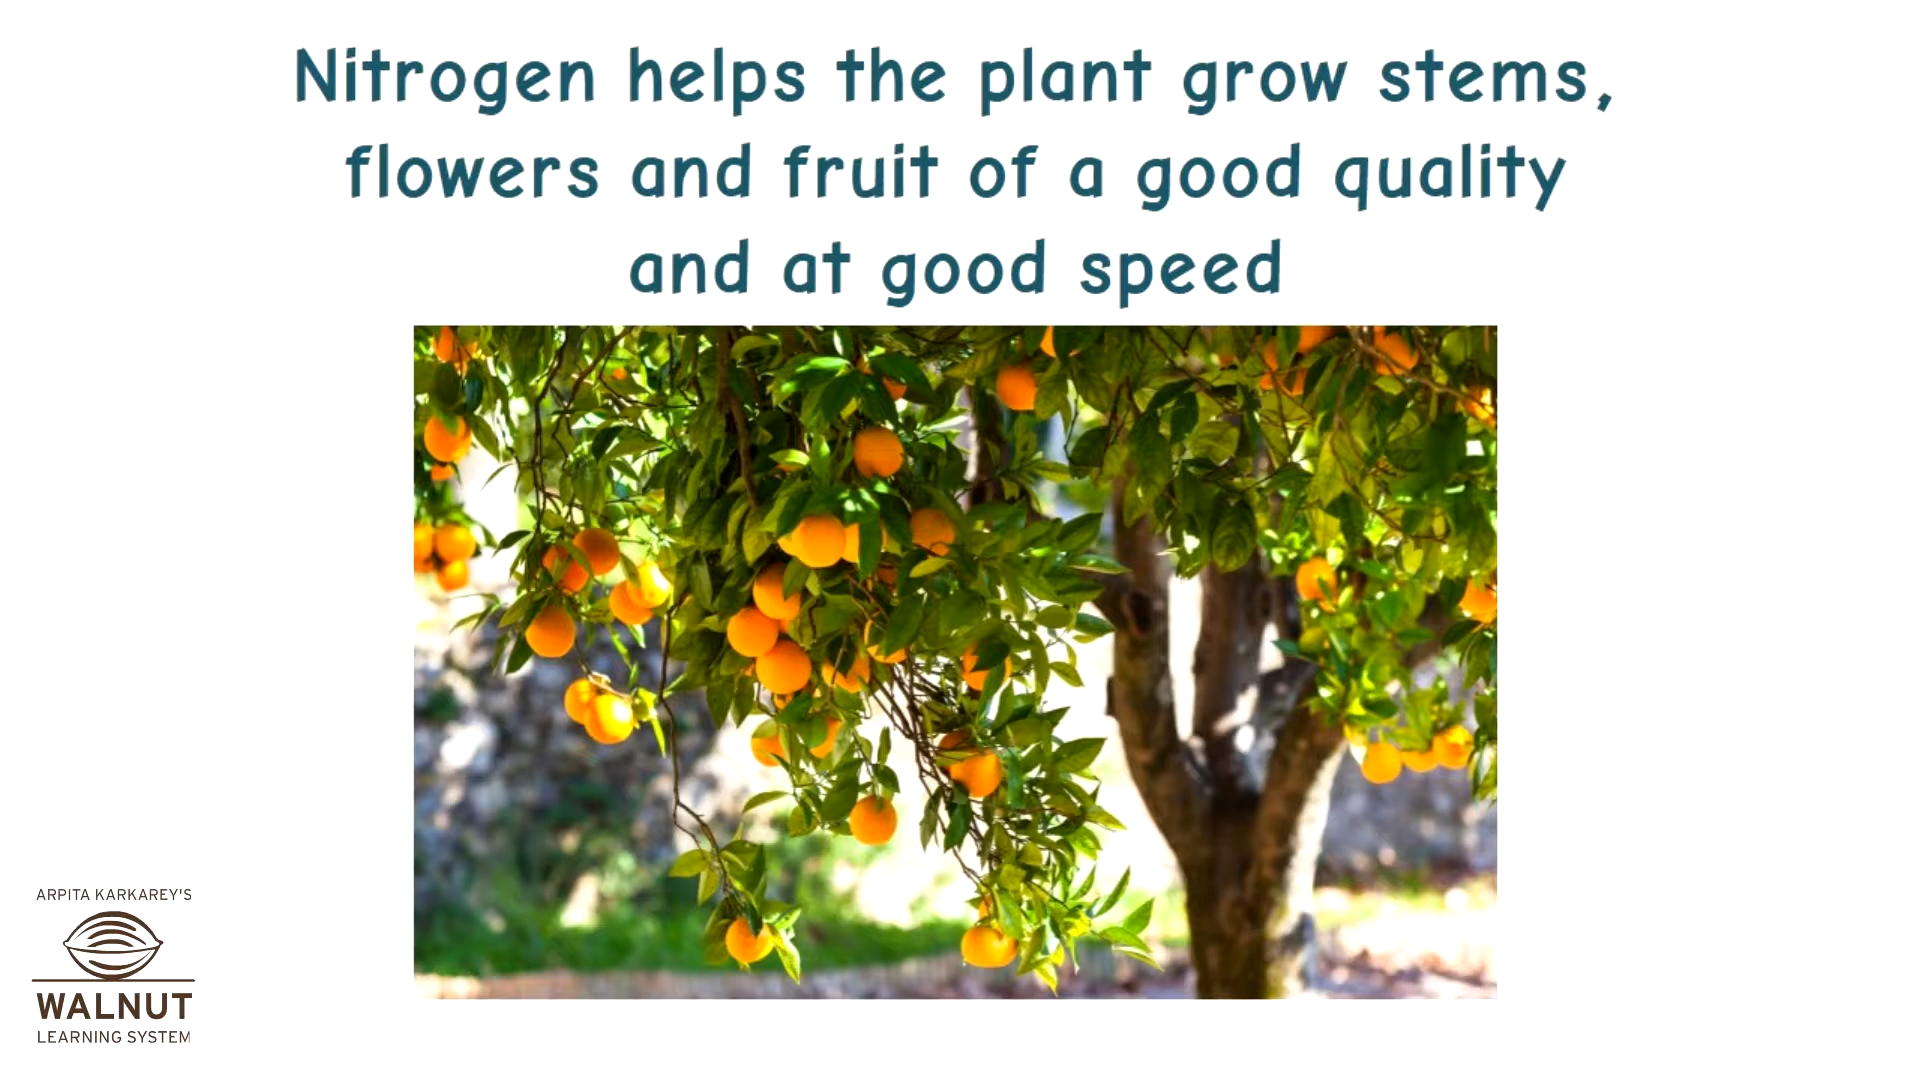 Nitrogen helps the plant grow stems,
flowers and fruit of a good quality
and at good speed
ARPITA KARKAREY'S
WALNUT
LEARNING SYSTEM